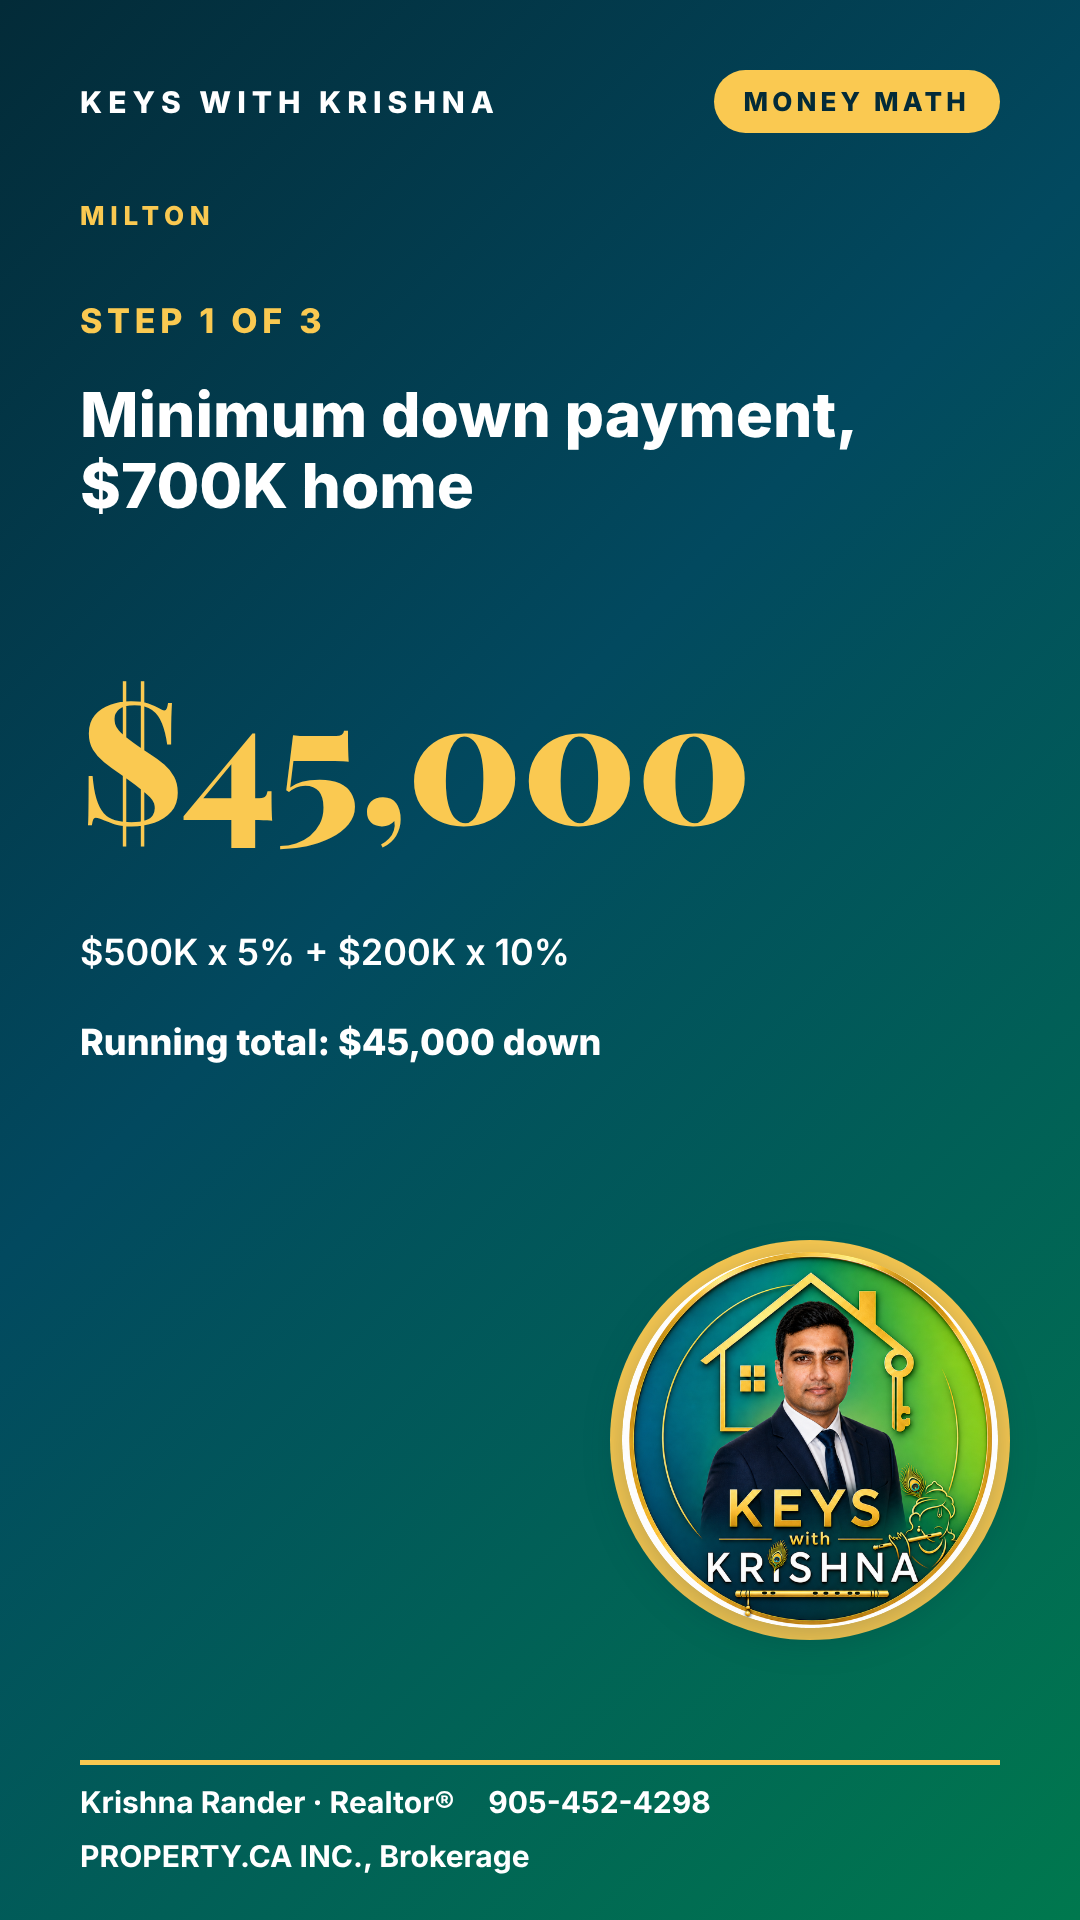 KEYS WITH KRISHNA
MONEY MATH
MILTON
STEP 1 OF 3
Minimum down payment,
$700K home
$45,000
$500K x 5% + $200K x 10%
Running total: $45,000 down
KEYS
with
KRISHNA
Krishna Rander · Realtor® 905-452-4298
PROPERTY.CA INC., Brokerage